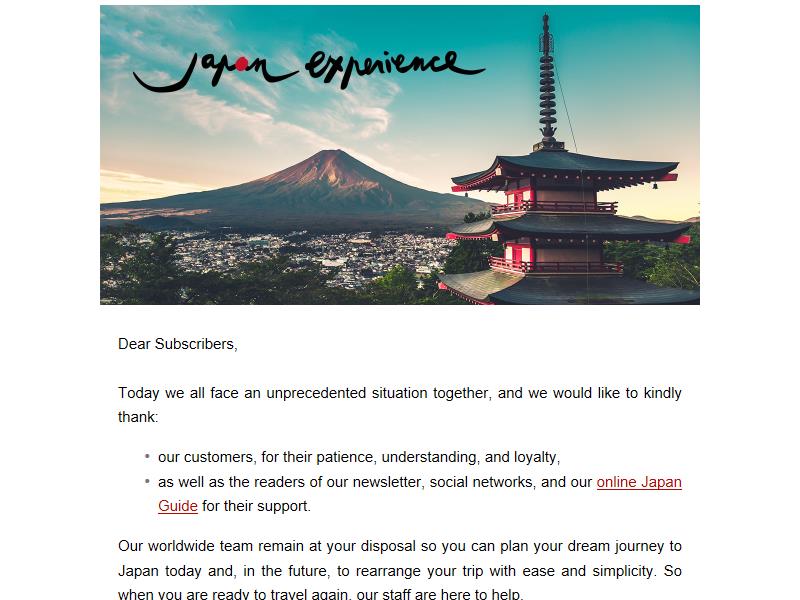 Japan experience
Dear Subscribers,
Today we all face an unprecedented situation together, and we would like to kindly
thank:
• our customers, for their patience, understanding, and loyalty,
• as well as the readers of our newsletter, social networks, and our online Japan
Guide for their support.
Our worldwide team remain at your disposal so you can plan your dream journey to
Japan today and, in the future, to rearrange your trip with ease and simplicity. So
when you are ready to travel again, our staff are here to help.